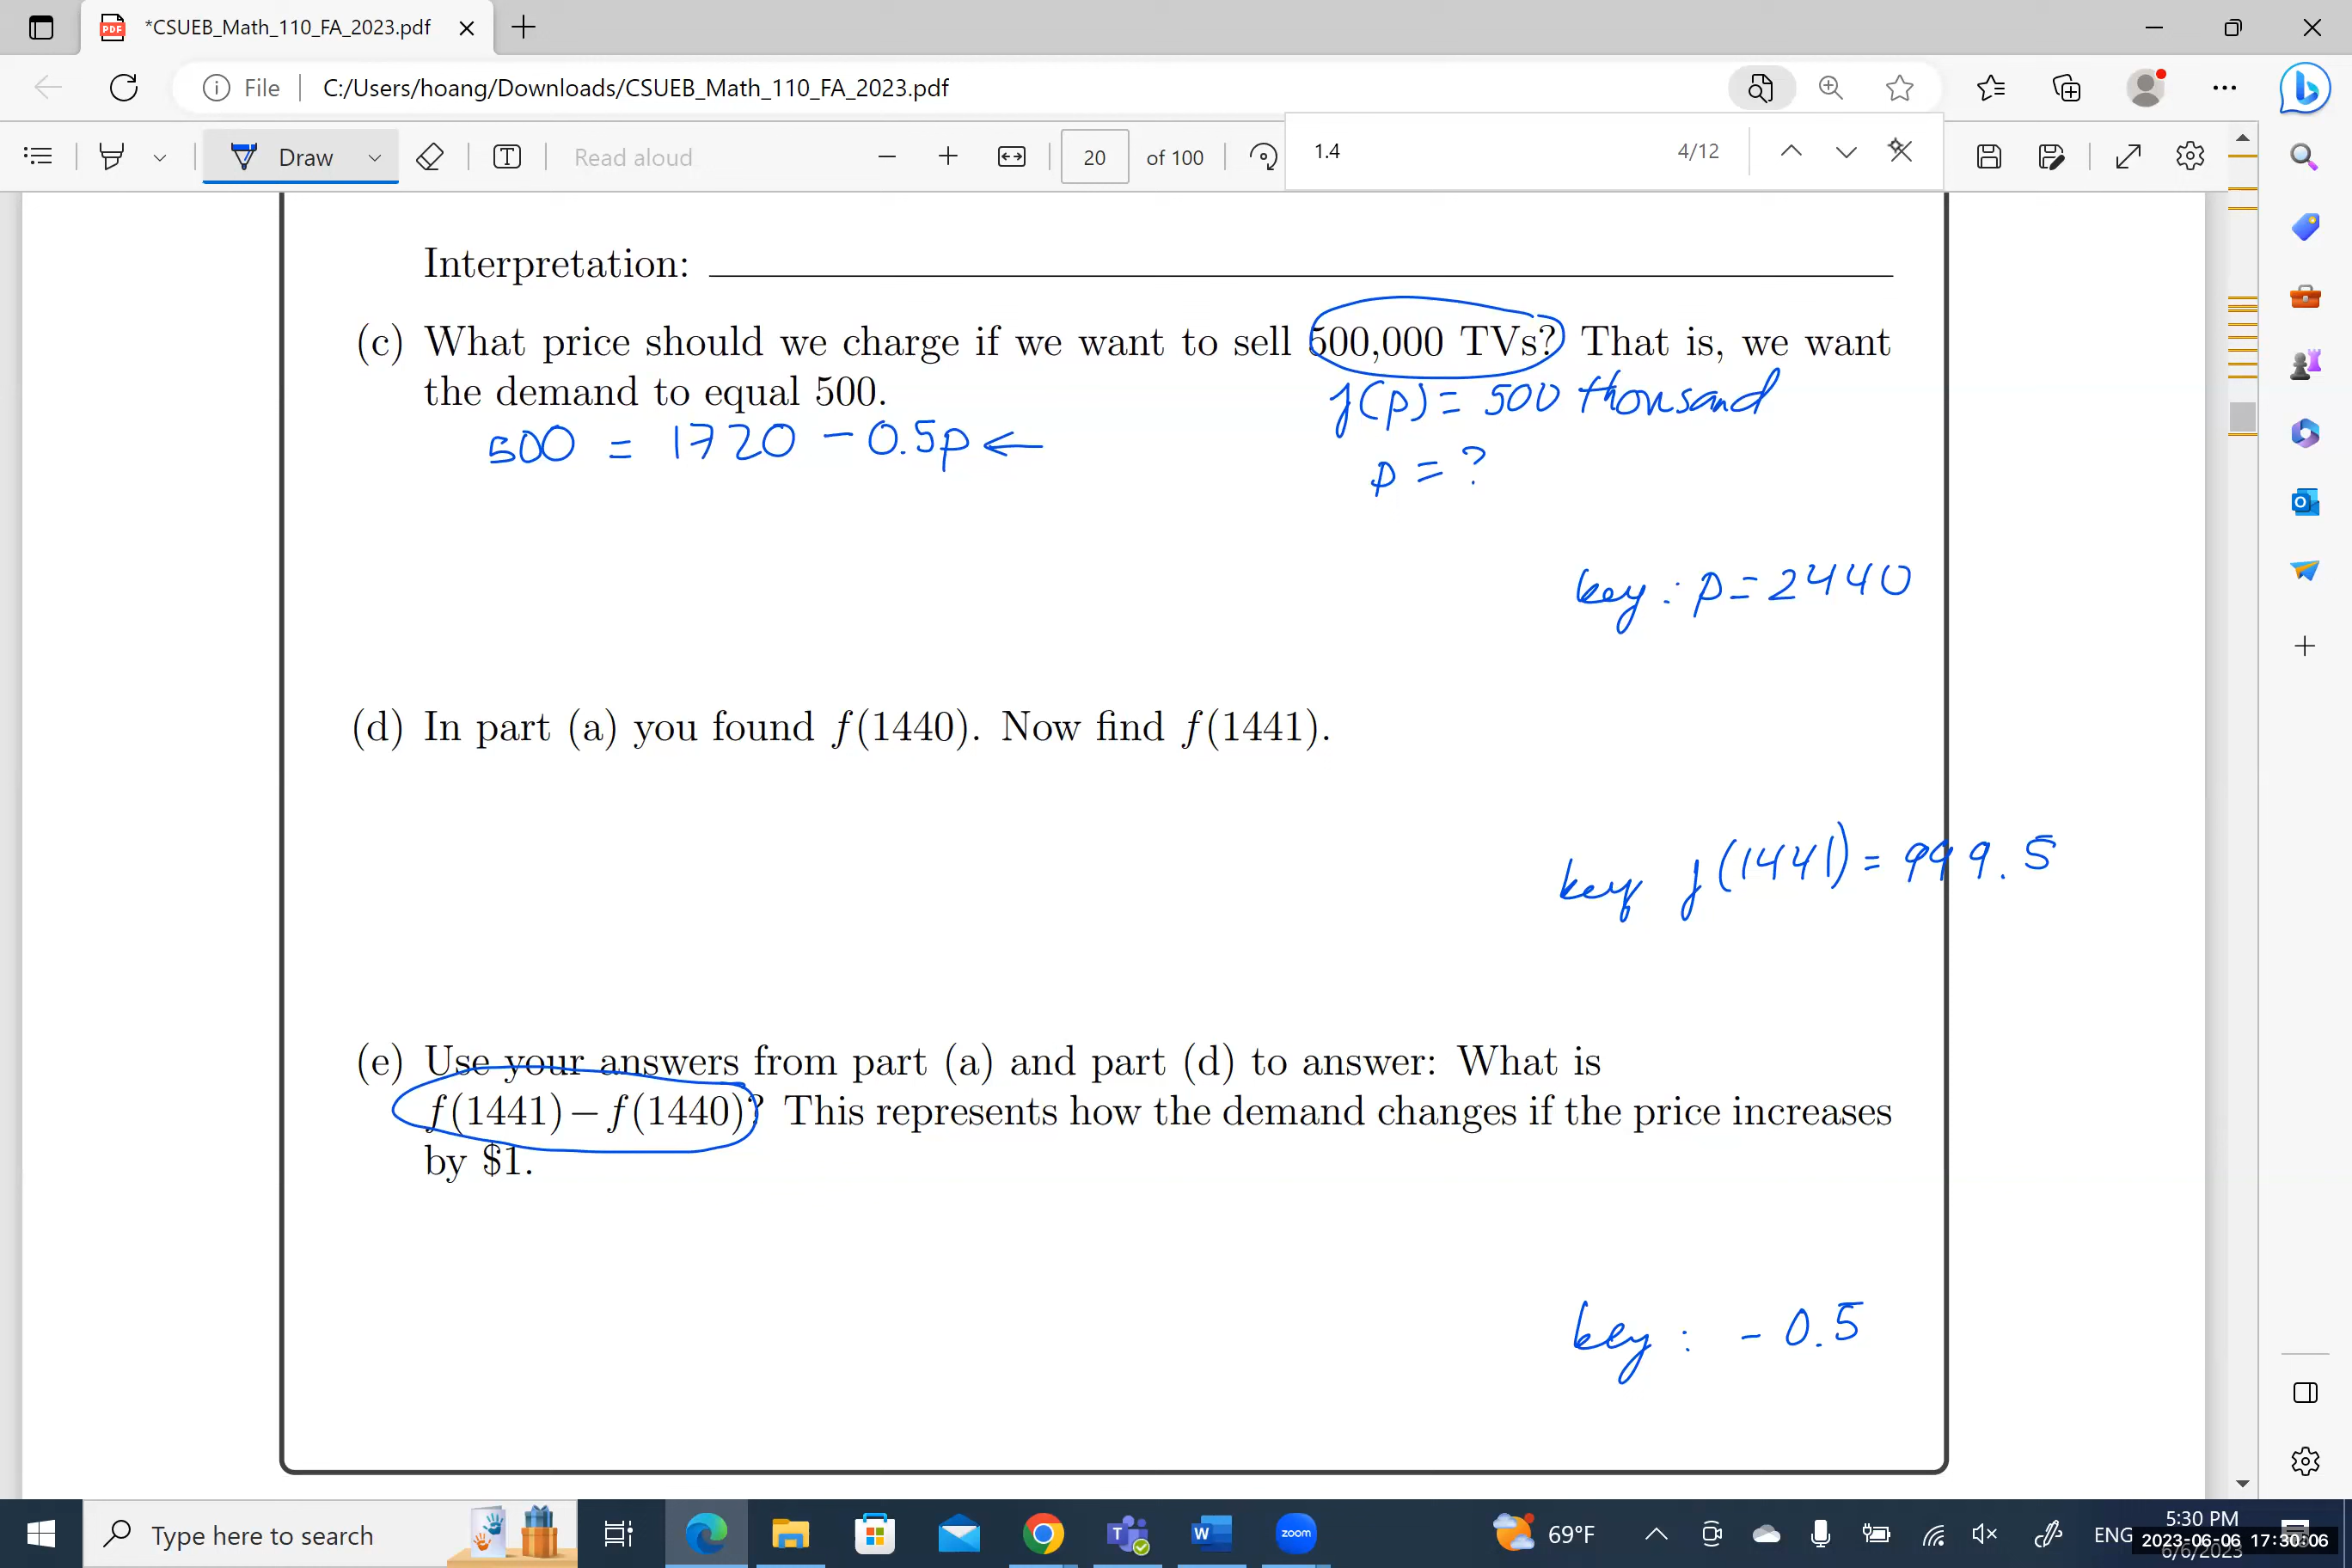 *CSUEB_Math_110_FA_2023.pdf
File
C:/Users/hoang/Downloads/CSUEB_Math_110_FA_2023.pdf
Draw
Read aloud
20 of 100
1.4
4/12
Interpretation:
(c) What price should we charge if we want to sell 500,000 TVs? That is, we want
the demand to equal 500.
f(p) = 500 thousand
500 = 1720 - 0.5p ←
p = ?
key : p = 2440
(d) In part (a) you found f(1440). Now find f(1441).
key f(1441) = 999.5
(e) Use your answers from part (a) and part (d) to answer: What is
f(1441) – f(1440)? This represents how the demand changes if the price increases
by $1.
key : - 0.5
Type here to search
zoom
69°F
ENG
5:30 PM
2023-06-06 17:30:06
6/6/2023